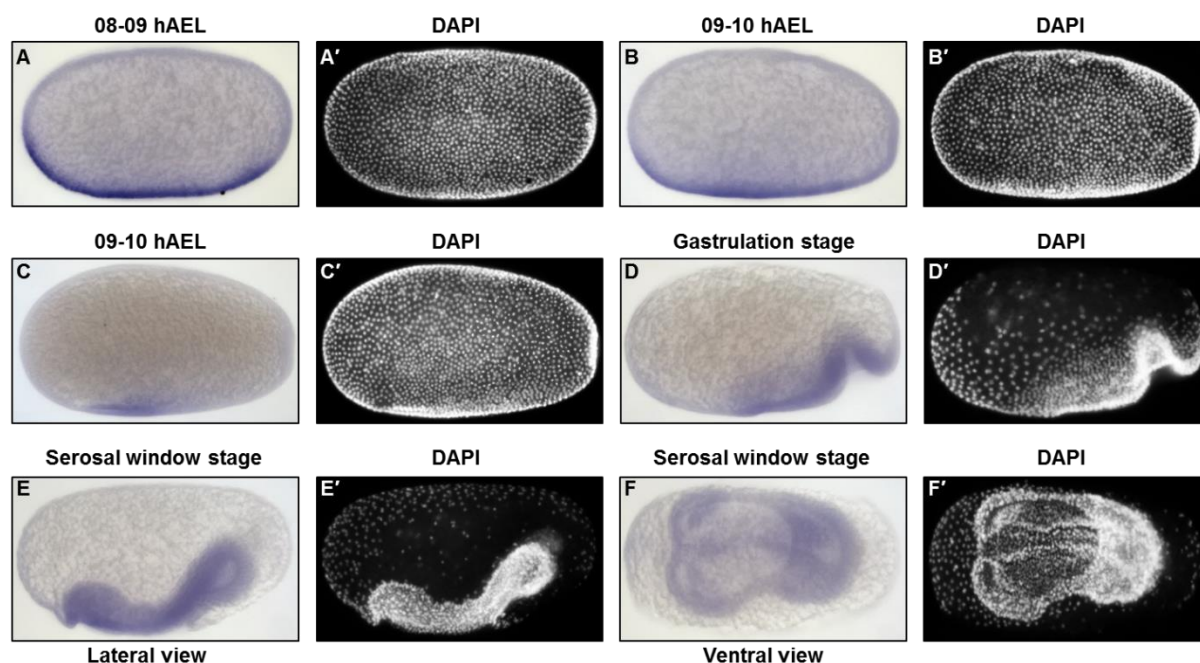 08-09 hAEL DAPI 09-10 hAEL DAPI
A A′ B B′
09-10 hAEL DAPI Gastrulation stage DAPI
C C′ D D′
Serosal window stage DAPI Serosal window stage DAPI
E E′ F F′
Lateral view Ventral view